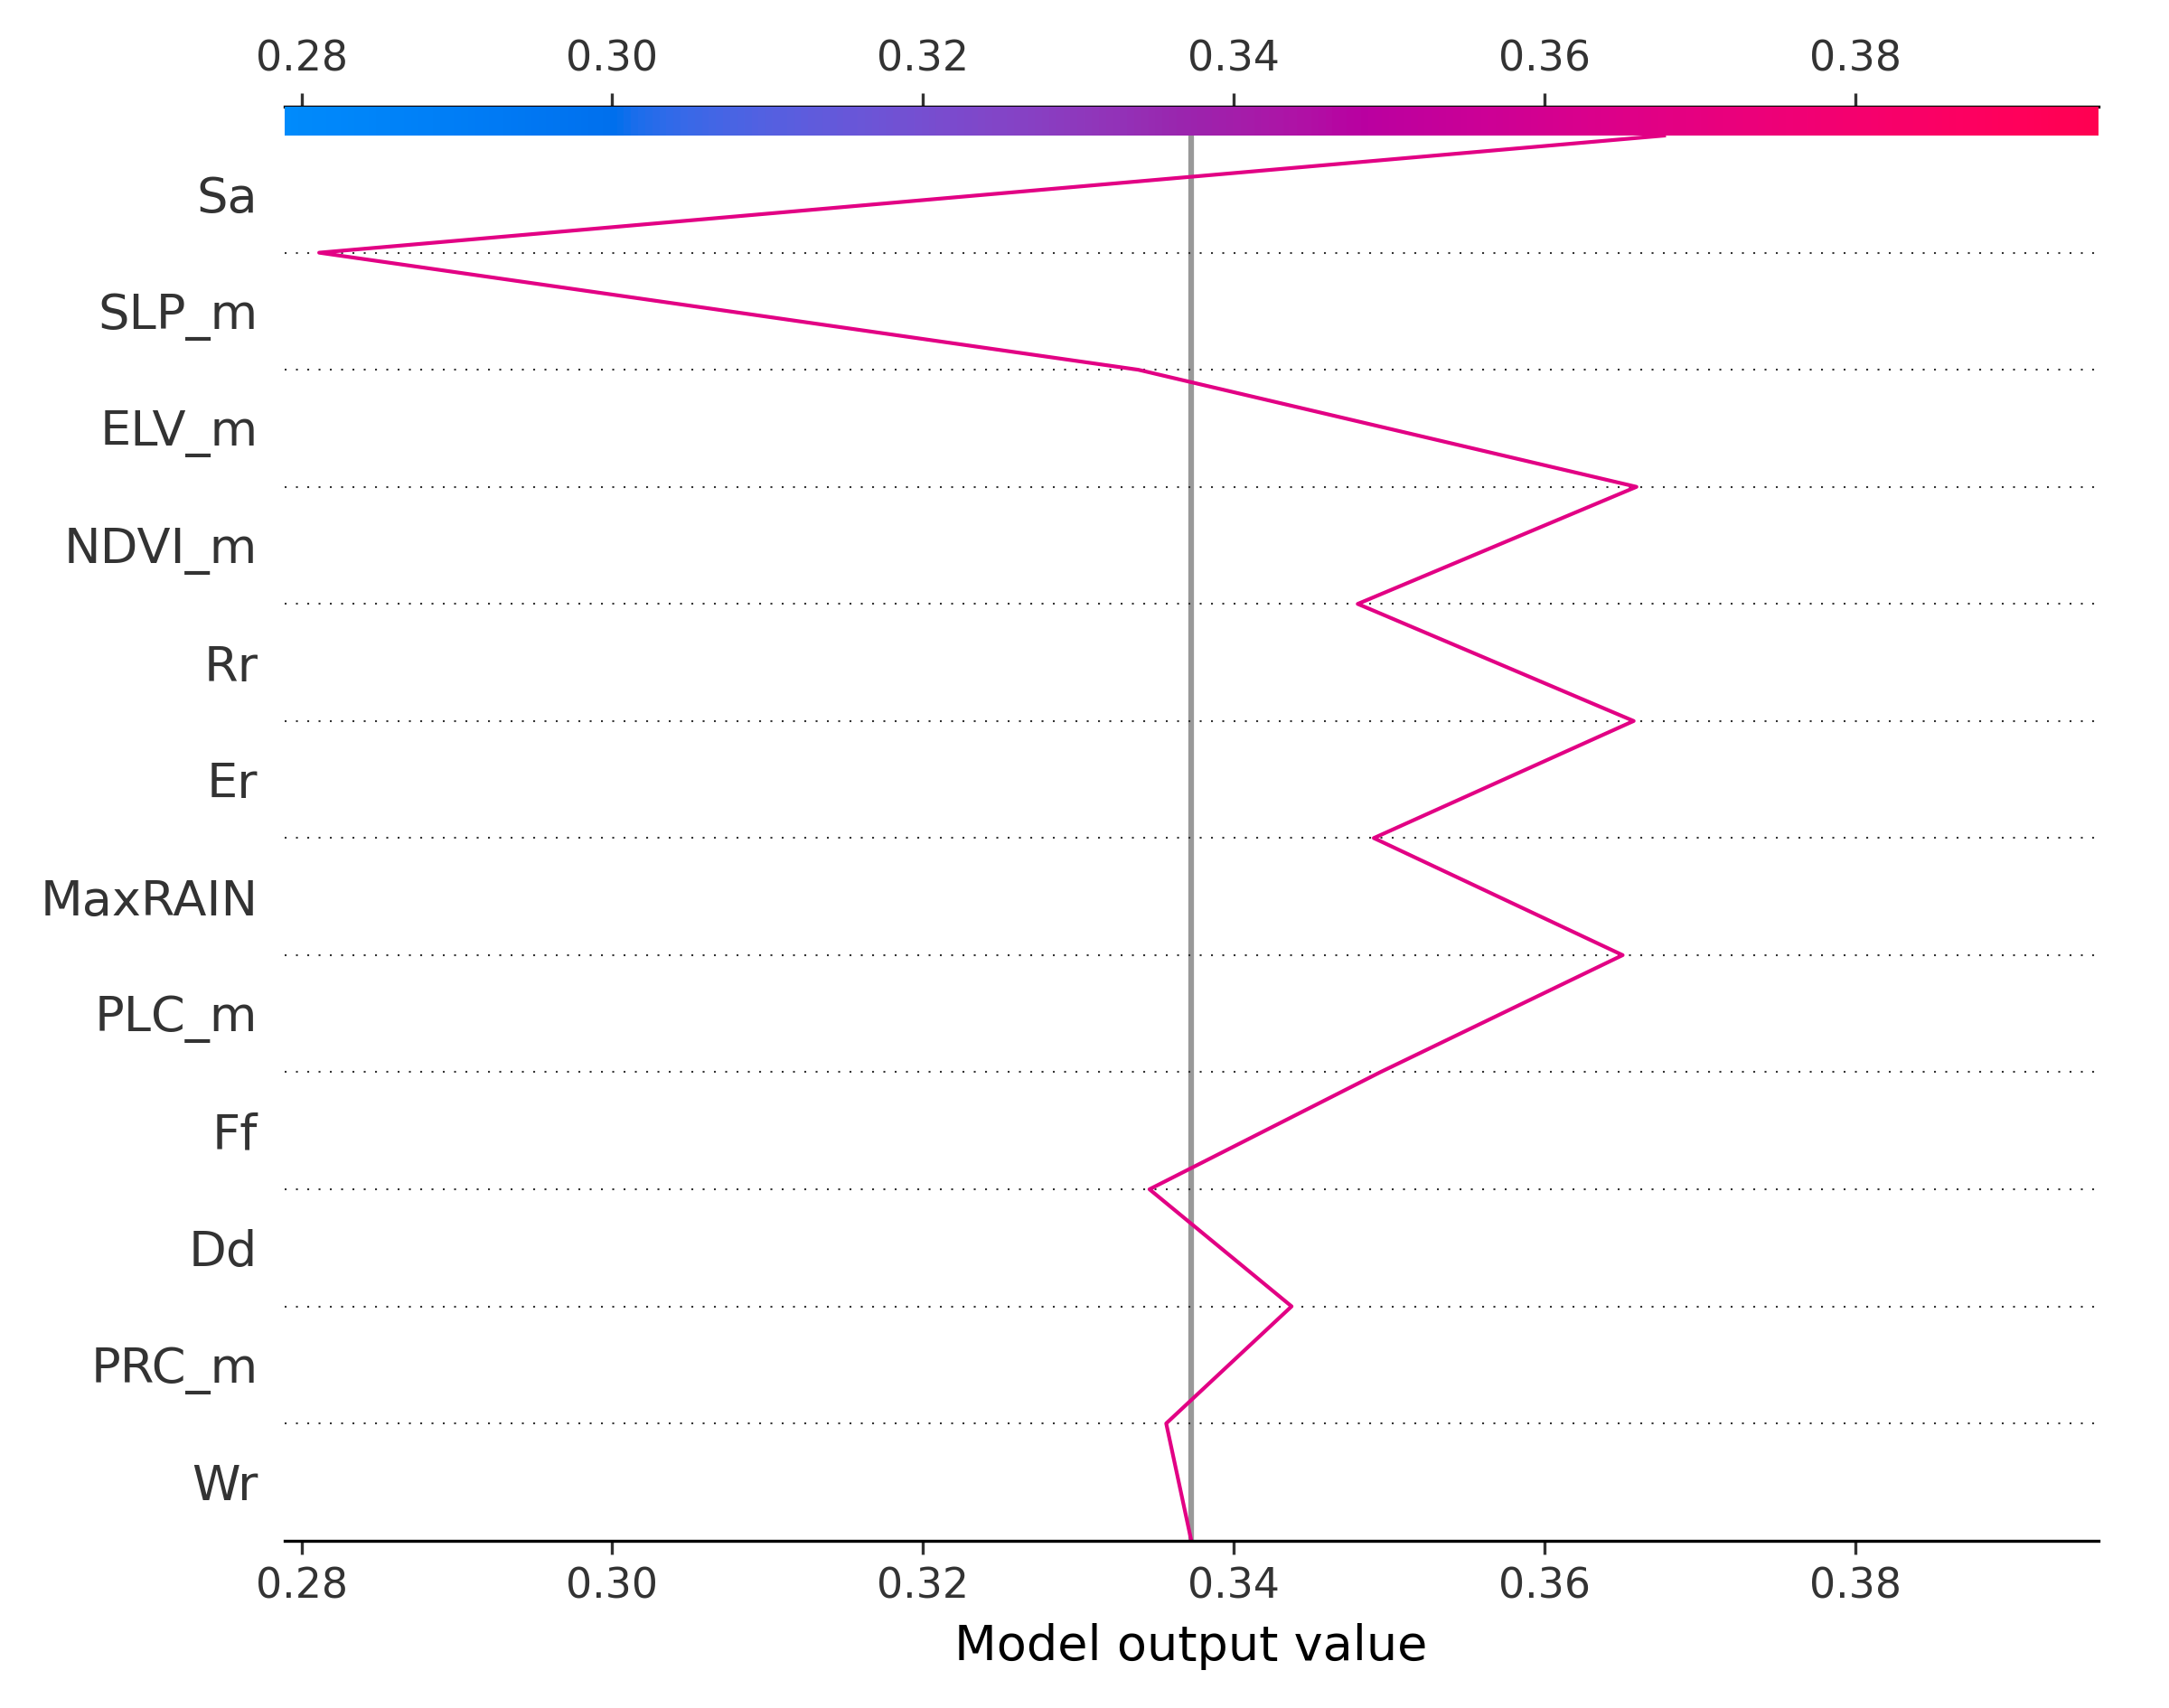 0.28 0.30 0.32 0.34 0.36 0.38
Sa
SLP_m
ELV_m
NDVI_m
Rr
Er
MaxRAIN
PLC_m
Ff
Dd
PRC_m
Wr
0.28 0.30 0.32 0.34 0.36 0.38
Model output value